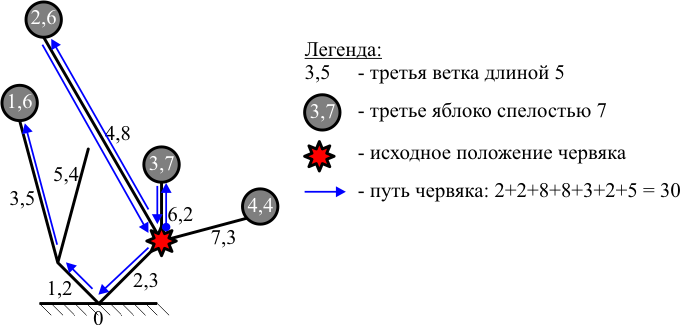 2,6
Легенда:
3,5 - третья ветка длиной 5
1,6
3,7 - третье яблоко спелостью 7
4,8
3,7
- исходное положение червяка
5,4
3,5
6,2
4,4
- путь червяка: 2+2+8+8+3+2+5 = 30
7,3
1,2
2,3
0